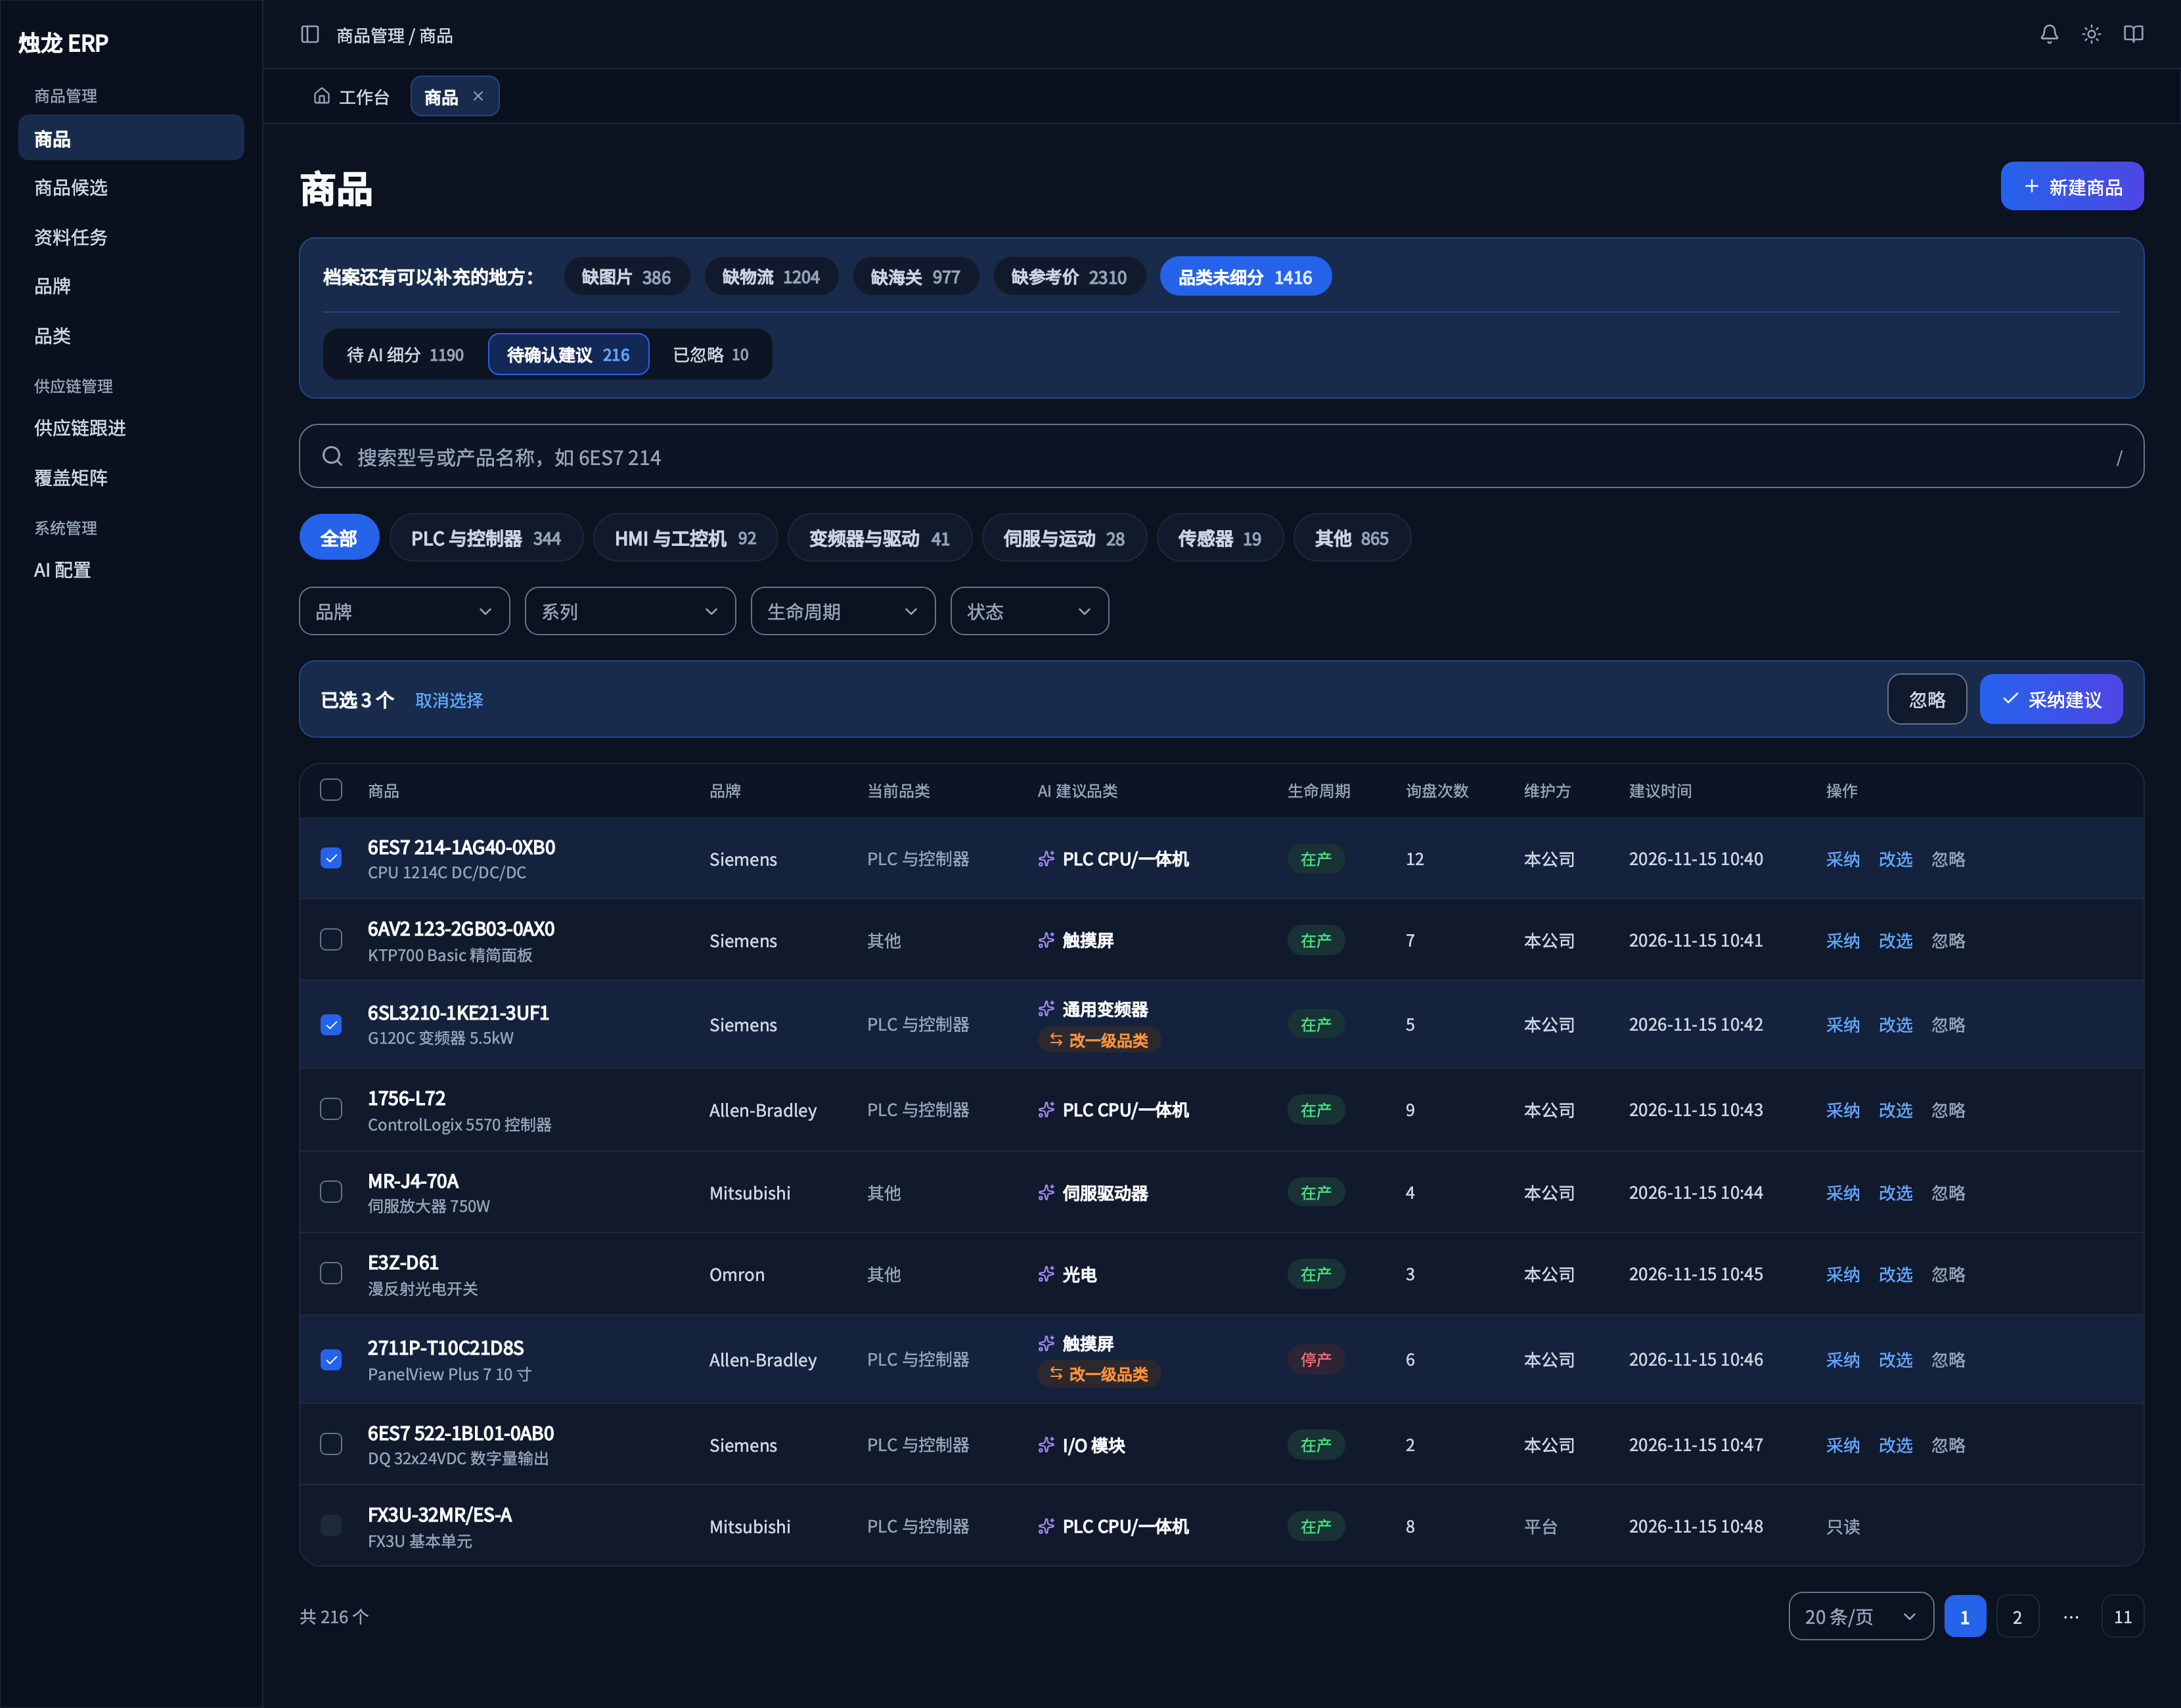 烛龙 ERP
商品管理
商品
商品候选
资料任务
品牌
品类
供应链管理
供应链跟进
覆盖矩阵
系统管理
AI 配置
商品管理 / 商品
工作台 商品
商品
新建商品
档案还有可以补充的地方： 缺图片 386 缺物流 1204 缺海关 977 缺参考价 2310 品类未细分 1416
待 AI 细分 1190 待确认建议 216 已忽略 10
搜索型号或产品名称，如 6ES7 214 /
全部 PLC 与控制器 344 HMI 与工控机 92 变频器与驱动 41 伺服与运动 28 传感器 19 其他 865
品牌 系列 生命周期 状态
已选 3 个 取消选择 忽略 采纳建议
商品 品牌 当前品类 AI 建议品类 生命周期 询盘次数 维护方 建议时间 操作
6ES7 214-1AG40-0XB0
CPU 1214C DC/DC/DC
Siemens PLC 与控制器 PLC CPU/一体机 在产 12 本公司 2026-11-15 10:40 采纳 改选 忽略
6AV2 123-2GB03-0AX0
KTP700 Basic 精简面板
Siemens 其他 触摸屏 在产 7 本公司 2026-11-15 10:41 采纳 改选 忽略
6SL3210-1KE21-3UF1
G120C 变频器 5.5kW
Siemens PLC 与控制器 通用变频器
改一级品类
在产 5 本公司 2026-11-15 10:42 采纳 改选 忽略
1756-L72
ControlLogix 5570 控制器
Allen-Bradley PLC 与控制器 PLC CPU/一体机 在产 9 本公司 2026-11-15 10:43 采纳 改选 忽略
MR-J4-70A
伺服放大器 750W
Mitsubishi 其他 伺服驱动器 在产 4 本公司 2026-11-15 10:44 采纳 改选 忽略
E3Z-D61
漫反射光电开关
Omron 其他 光电 在产 3 本公司 2026-11-15 10:45 采纳 改选 忽略
2711P-T10C21D8S
PanelView Plus 7 10 寸
Allen-Bradley PLC 与控制器 触摸屏
改一级品类
停产 6 本公司 2026-11-15 10:46 采纳 改选 忽略
6ES7 522-1BL01-0AB0
DQ 32x24VDC 数字量输出
Siemens PLC 与控制器 I/O 模块 在产 2 本公司 2026-11-15 10:47 采纳 改选 忽略
FX3U-32MR/ES-A
FX3U 基本单元
Mitsubishi PLC 与控制器 PLC CPU/一体机 在产 8 平台 2026-11-15 10:48 只读
共 216 个 20 条/页 1 2 ··· 11